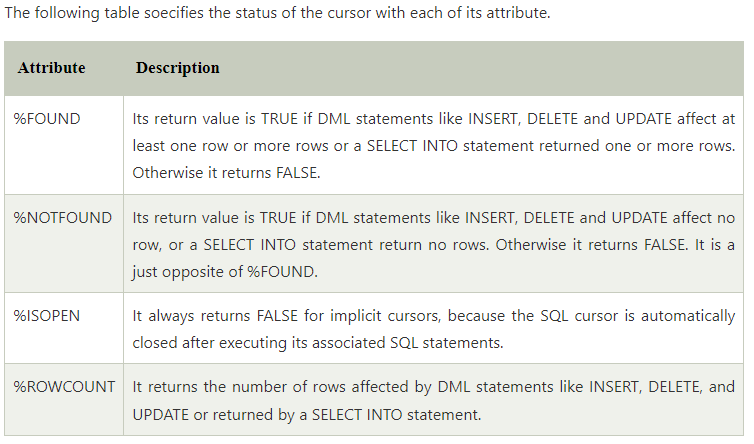 The following table soecifies the status of the cursor with each of its attribute.
Attribute Description
%FOUND Its return value is TRUE if DML statements like INSERT, DELETE and UPDATE affect at
least one row or more rows or a SELECT INTO statement returned one or more rows.
Otherwise it returns FALSE.
%NOTFOUND Its return value is TRUE if DML statements like INSERT, DELETE and UPDATE affect no
row, or a SELECT INTO statement return no rows. Otherwise it returns FALSE. It is a
just opposite of %FOUND.
%ISOPEN It always returns FALSE for implicit cursors, because the SQL cursor is automatically
closed after executing its associated SQL statements.
%ROWCOUNT It returns the number of rows affected by DML statements like INSERT, DELETE, and
UPDATE or returned by a SELECT INTO statement.